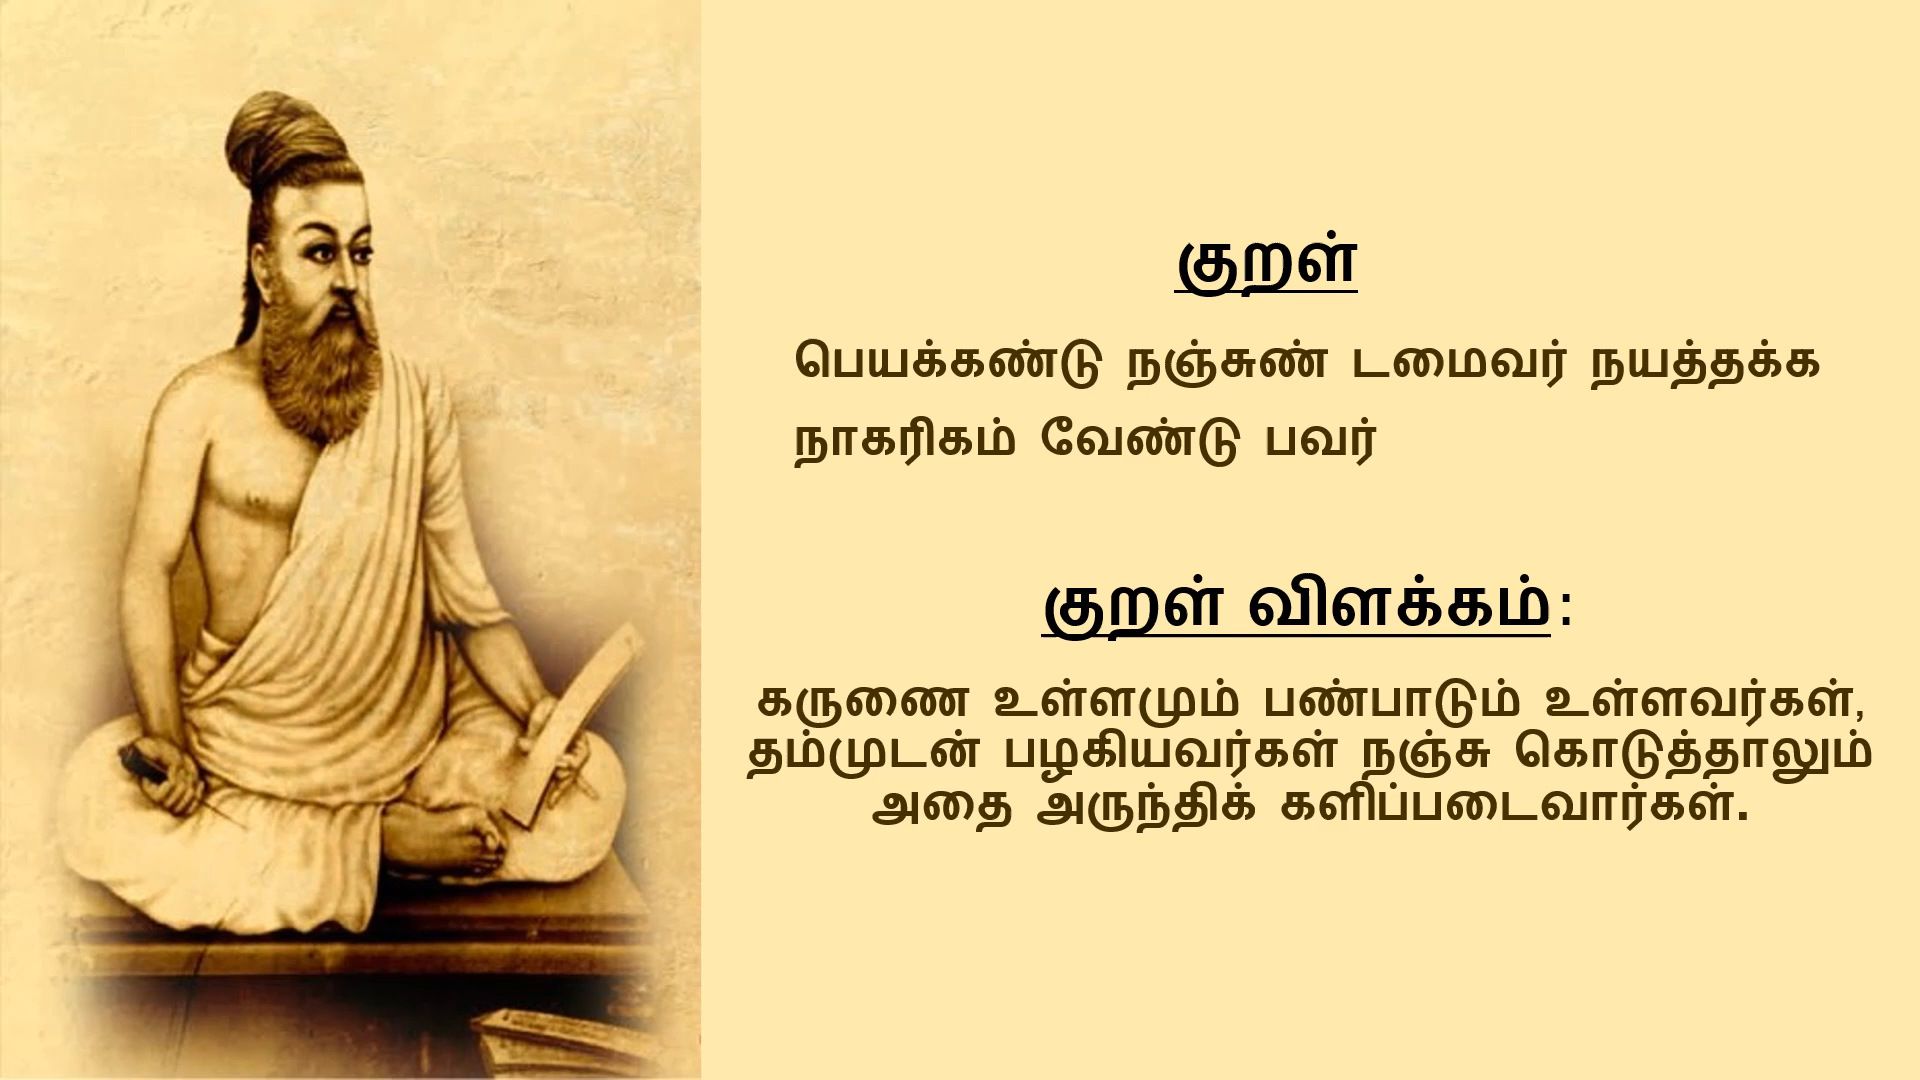 குறள்
பெயக்கண்டு நஞ்சுண் டமைவர் நயத்தக்க
நாகரிகம் வேண்டு பவர்
குறள் விளக்கம்:
கருணை உள்ளமும் பண்பாடும் உள்ளவர்கள்,
தம்முடன் பழகியவர்கள் நஞ்சு கொடுத்தாலும்
அதை அருந்திக் களிப்படைவார்கள்.